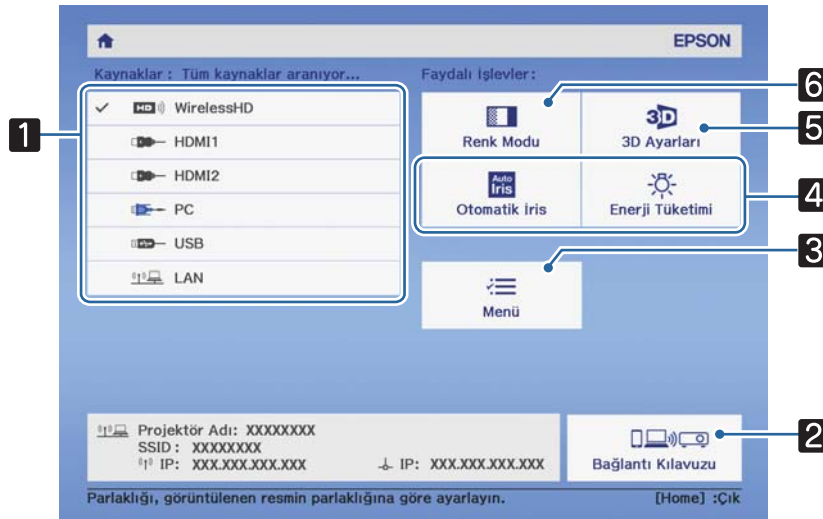 EPSON
Kaynaklar : Tüm kaynaklar aranıyor...
WirelessHD
HDMI1
HDMI2
PC
USB
LAN
Faydalı İşlevler:
Renk Modu
3D
3D Ayarları
Auto
Iris
Otomatik İris
Enerji Tüketimi
Menü
Projektör Adı: XXXXXXXX
SSID : XXXXXXXX
IP: XXX.XXX.XXX.XXX IP: XXX.XXX.XXX.XXX
Bağlantı Kılavuzu
Parlaklığı, görüntülenen resmin parlaklığına göre ayarlayın. [Home] :Çık
1
6
5
4
3
2
HD